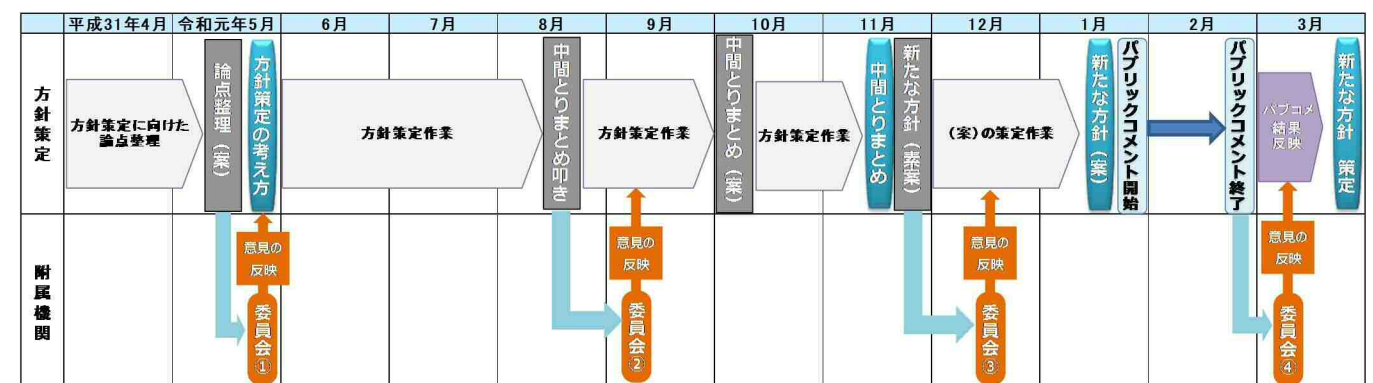 平成31年4月
令和元年5月
6月
7月
8月
9月
10月
11月
12月
1月
2月
3月
方針策定
方針策定に向けた
論点整理
論点整理（案）
方針策定の考え方
方針策定作業
中間とりまとめ叩き
方針策定作業
中間とりまとめ（案）
方針策定作業
中間とりまとめ
新たな方針（素案）
(案)の策定作業
新たな方針（案）
パブリックコメント開始
パブリックコメント終了
パブコメ
結果
反映
新たな方針　策定
附属機関
意見の
反映
委員会①
意見の
反映
委員会②
意見の
反映
委員会③
意見の
反映
委員会④